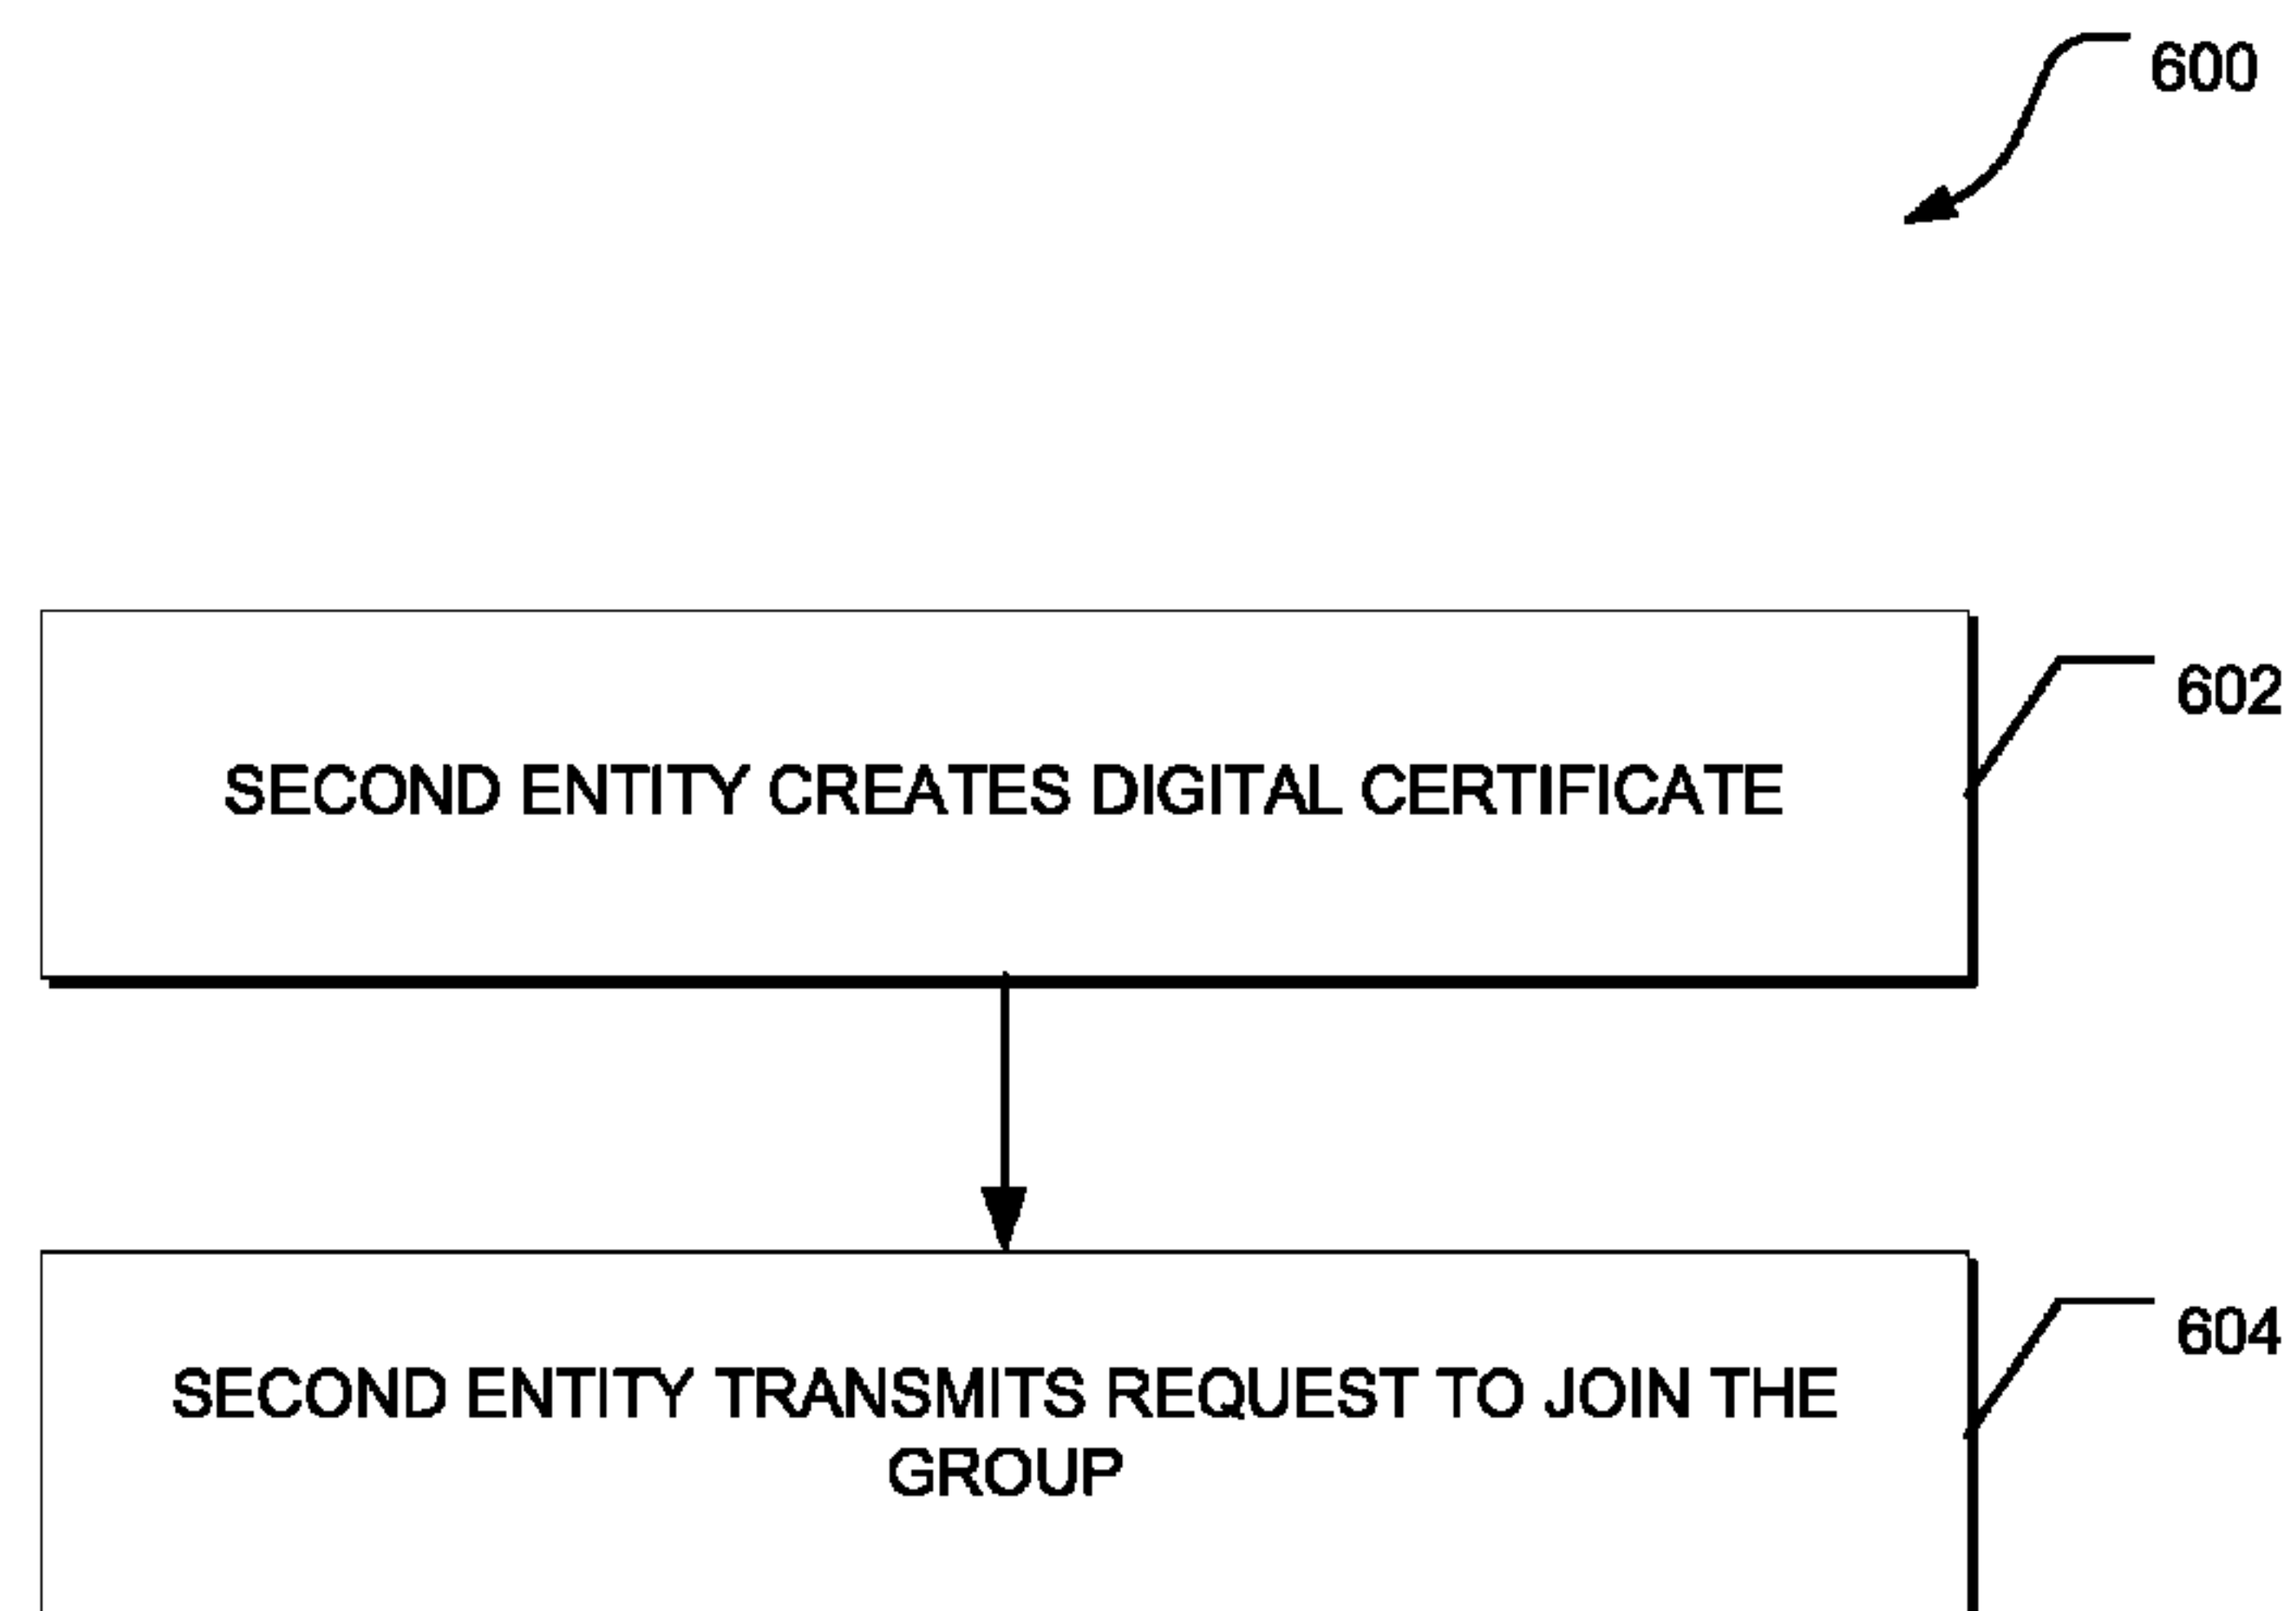 600
602
SECOND ENTITY CREATES DIGITAL CERTIFICATE
604
SECOND ENTITY TRANSMITS REQUEST TO JOIN THE
GROUP